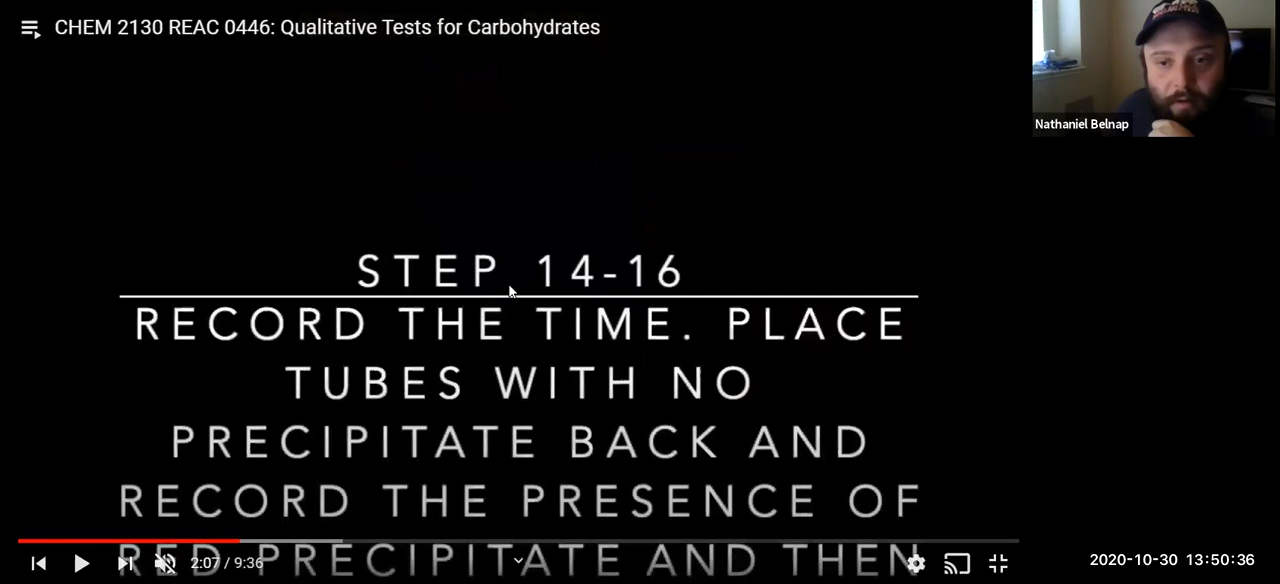 CHEM 2130 REAC 0446: Qualitative Tests for Carbohydrates
Nathaniel Belnap
STEP 14-16
RECORD THE TIME. PLACE
TUBES WITH NO
PRECIPITATE BACK AND
RECORD THE PRESENCE OF
RED PRECIPITATE AND THEN
2:07 / 9:36
2020-10-30 13:50:36